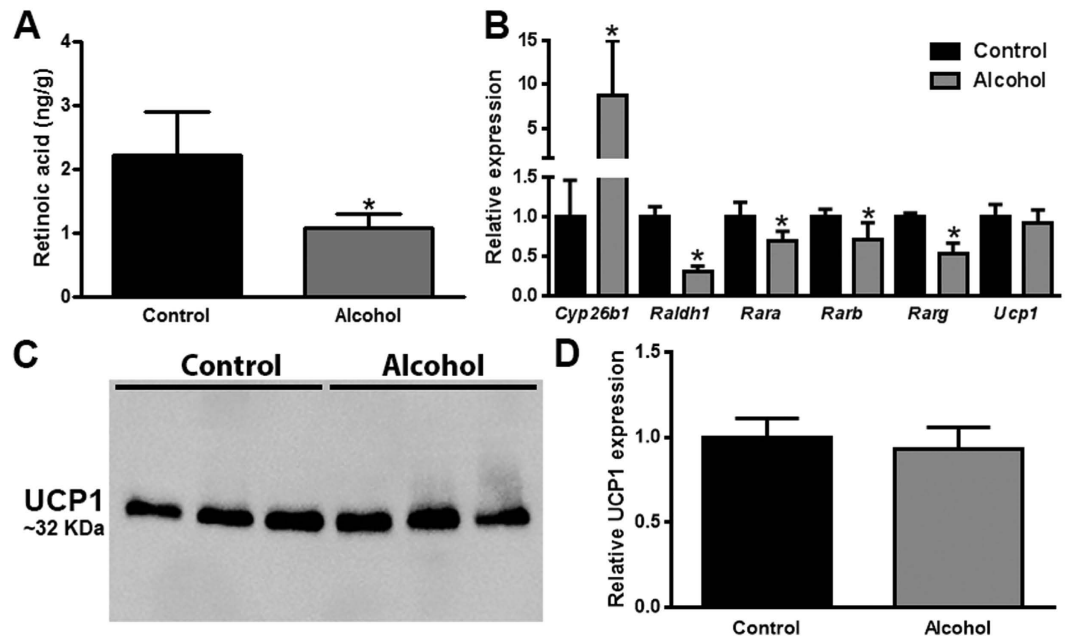 A
Retinoic acid (ng/g)
4
3
2
1
0
*
Control
Alcohol
B
Relative expression
15
10
5
1.5
1.0
0.5
0.0
*
*
*
*
*
Control
Alcohol
Cyp26b1
Raldh1
Rara
Rarb
Rarg
Ucp1
C
Control
Alcohol
UCP1
~32 KDa
D
Relative UCP1 expression
1.5
1.0
0.5
0.0
Control
Alcohol